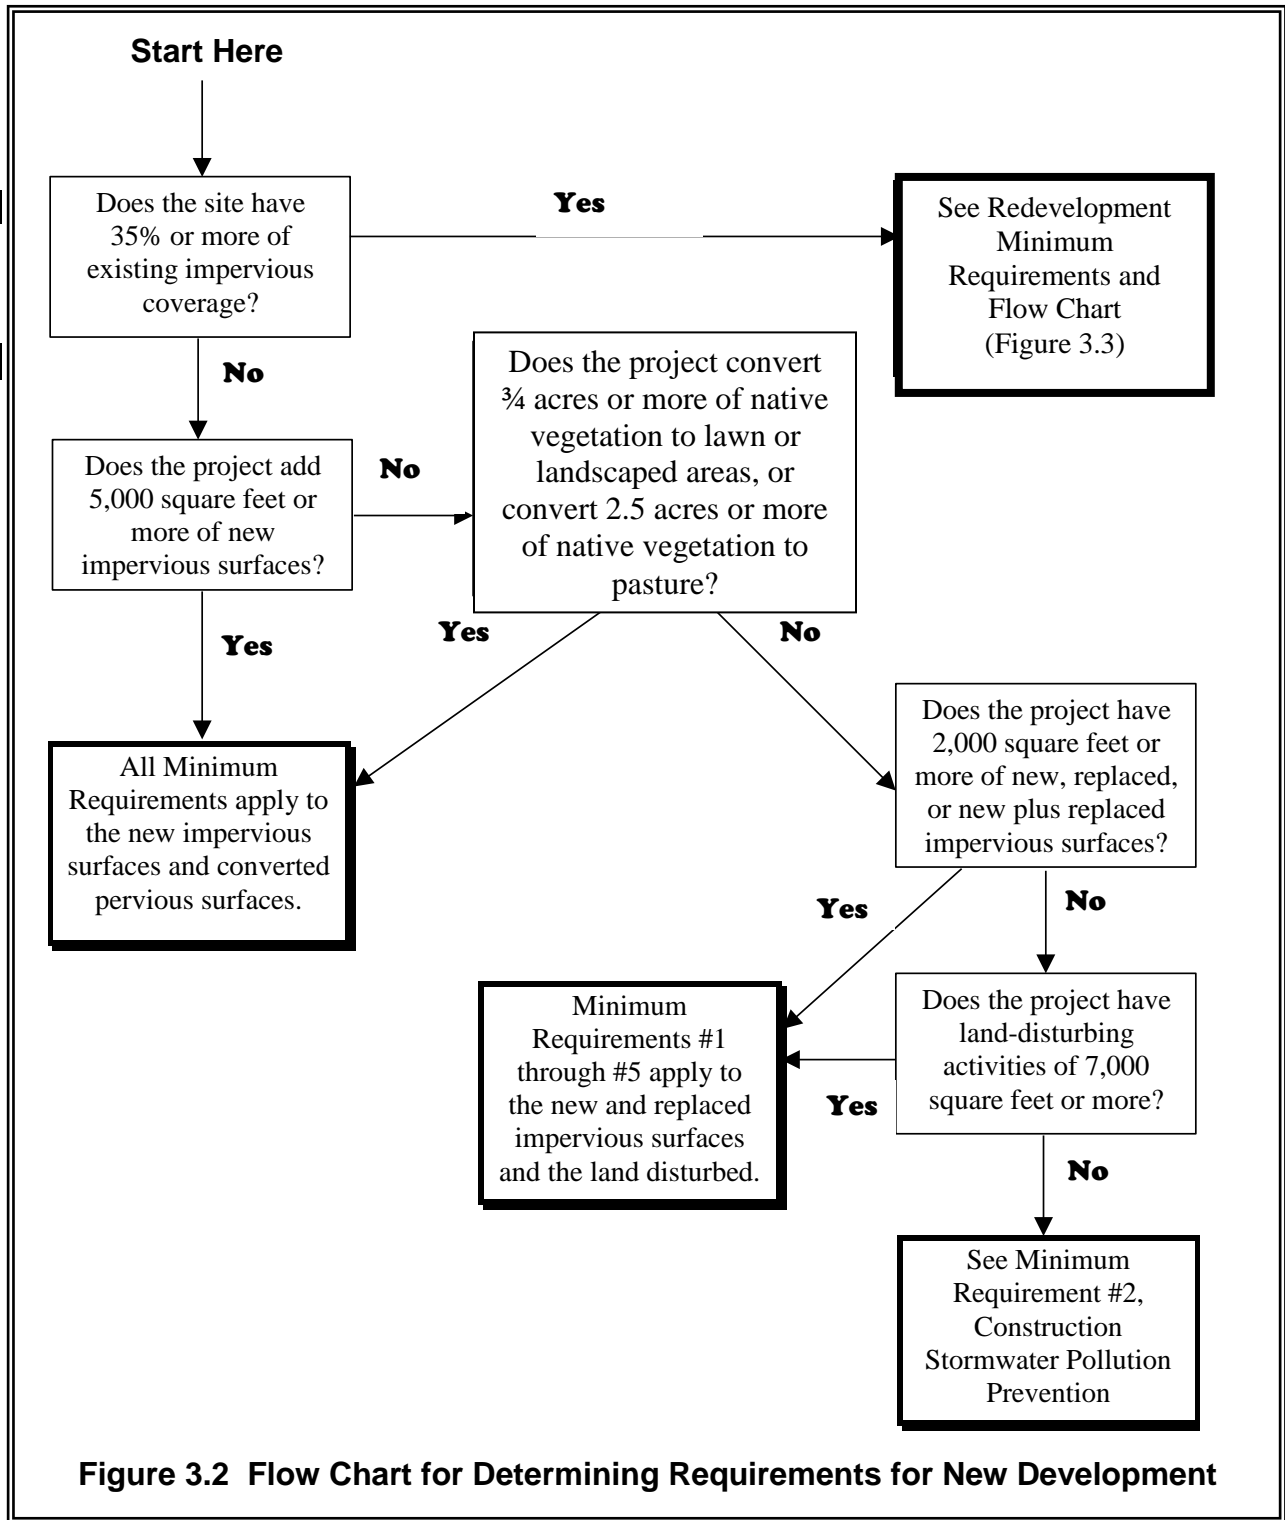 Start Here
Does the site have
35% or more of
existing impervious
coverage?
Yes
See Redevelopment
Minimum
Requirements and
Flow Chart
(Figure 3.3)
No
Does the project convert
¾ acres or more of native
vegetation to lawn or
landscaped areas, or
convert 2.5 acres or more
of native vegetation to
pasture?
Does the project add
5,000 square feet or
more of new
impervious surfaces?
No
Yes
Yes
No
All Minimum
Requirements apply to
the new impervious
surfaces and converted
pervious surfaces.
Does the project have
2,000 square feet or
more of new, replaced,
or new plus replaced
impervious surfaces?
Yes
No
Minimum
Requirements #1
through #5 apply to
the new and replaced
impervious surfaces
and the land disturbed.
Does the project have
land-disturbing
activities of 7,000
square feet or more?
Yes
No
See Minimum
Requirement #2,
Construction
Stormwater Pollution
Prevention
Figure 3.2  Flow Chart for Determining Requirements for New Development